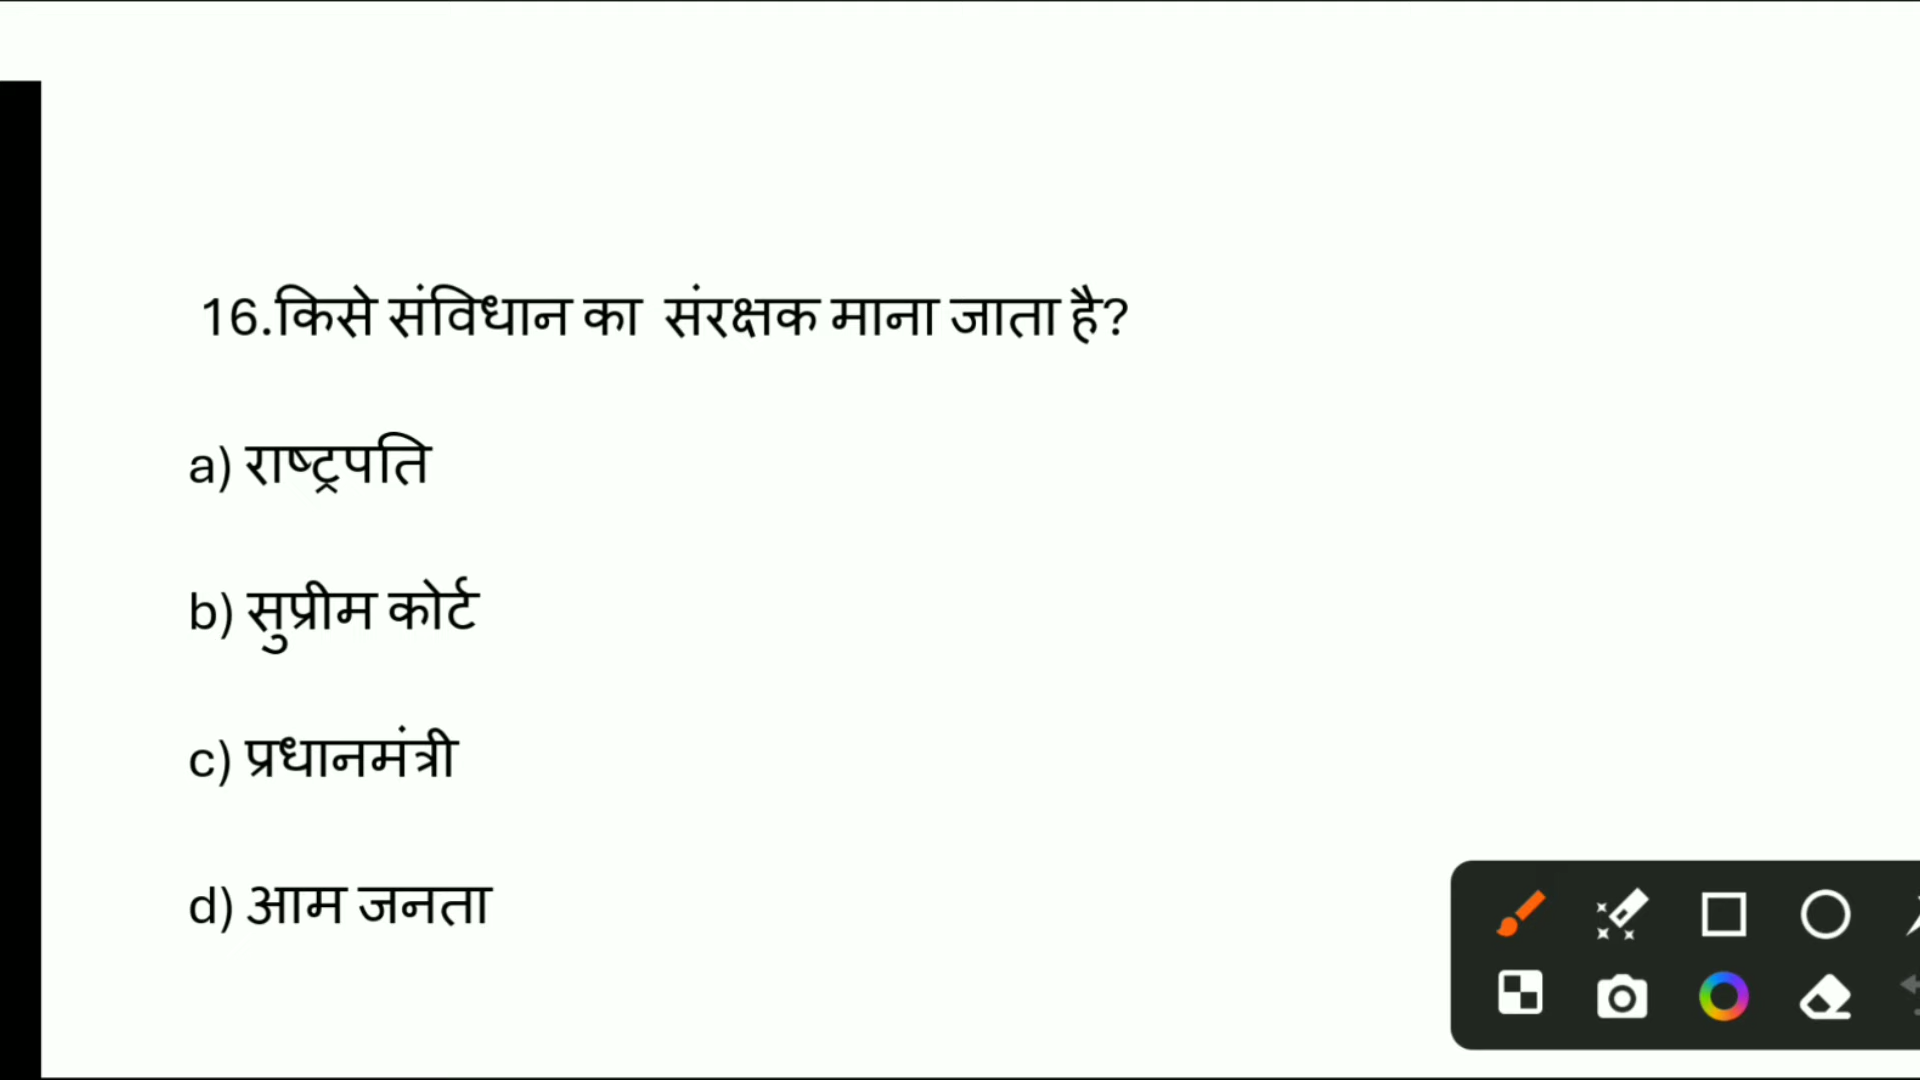 16.किसे संविधान का  संरक्षक माना जाता है?
a) राष्ट्रपति
b) सुप्रीम कोर्ट
c) प्रधानमंत्री
d) आम जनता